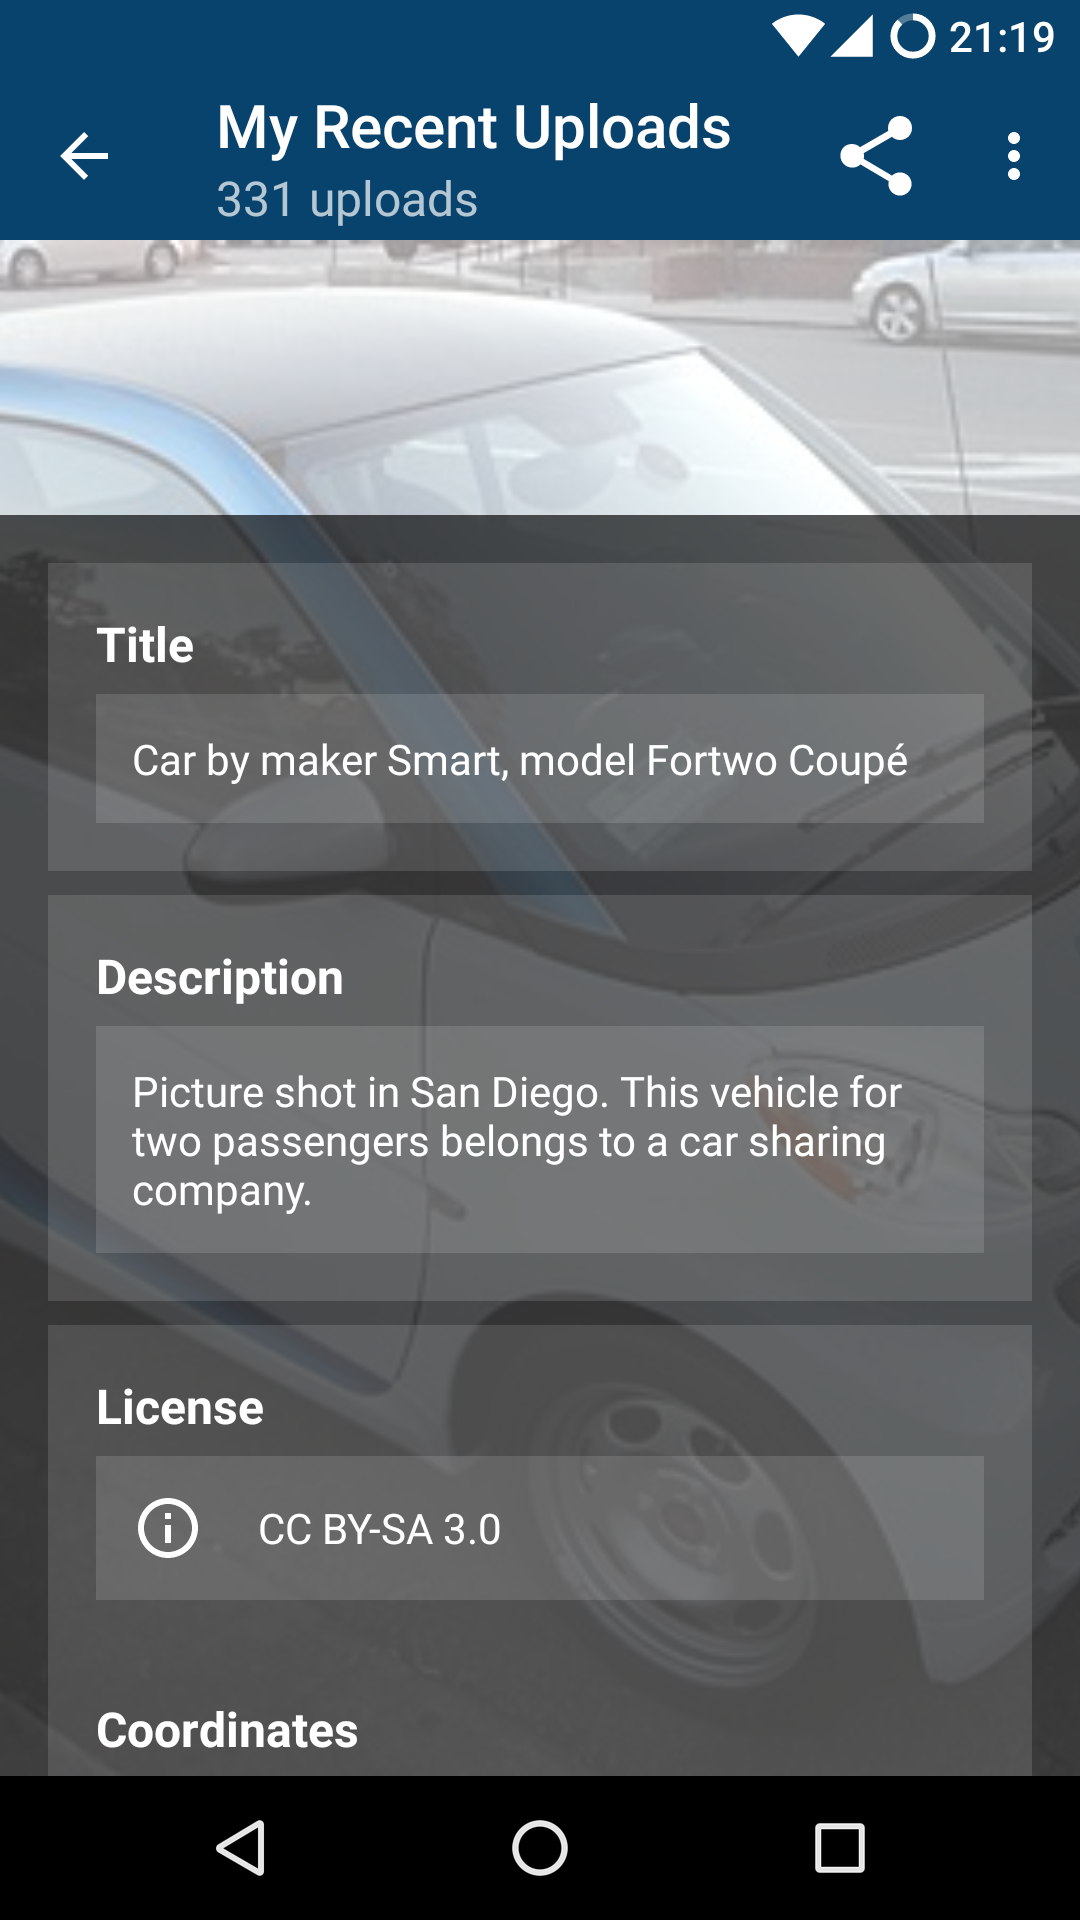 21:19
My Recent Uploads
331 uploads
Title
Car by maker Smart, model Fortwo Coupé
Description
Picture shot in San Diego. This vehicle for
two passengers belongs to a car sharing
company.
License
CC BY-SA 3.0
Coordinates